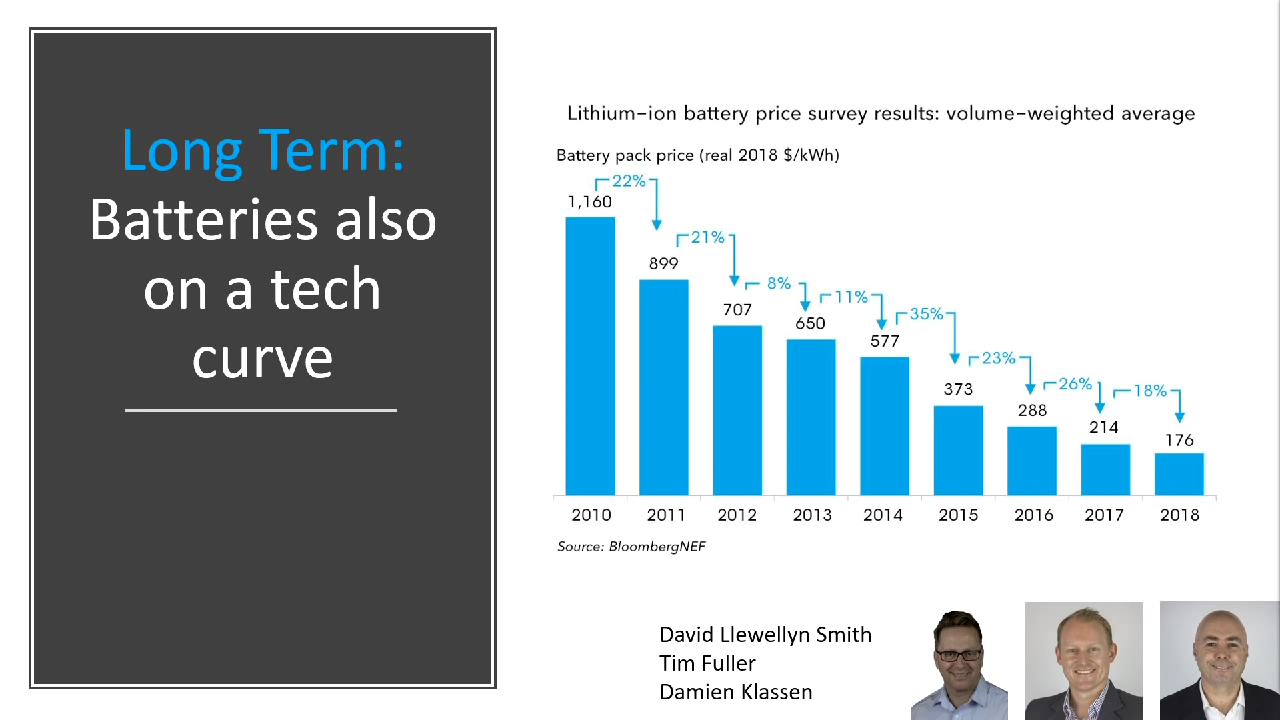 Long Term:
Batteries also
on a tech
curve
Lithium-ion battery price survey results: volume-weighted average
Battery pack price (real 2018 $/kWh)
22%
1,160
21%
899
8%
707
11%
650
35%
577
23%
373
26%
288
18%
214
176
2010 2011 2012 2013 2014 2015 2016 2017 2018
Source: BloombergNEF
David Llewellyn Smith
Tim Fuller
Damien Klassen